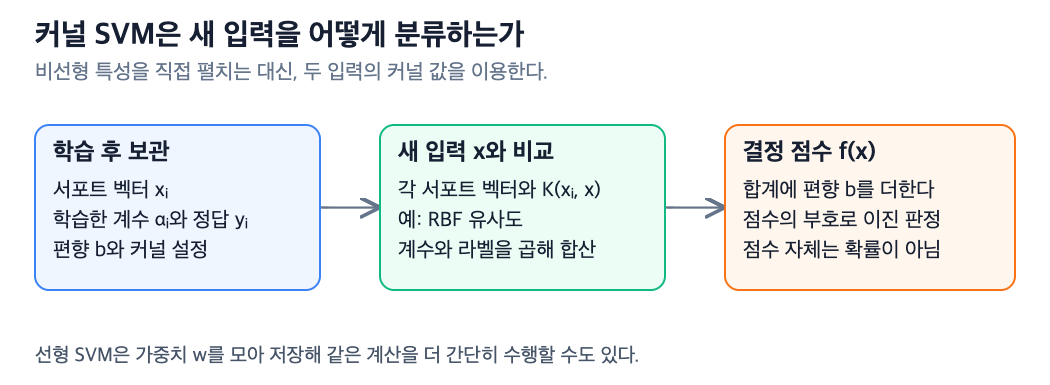 커널 SVM은 새 입력을 어떻게 분류하는가
비선형 특성을 직접 펼치는 대신, 두 입력의 커널 값을 이용한다.
학습 후 보관
서포트 벡터 xᵢ
학습한 계수 αᵢ와 정답 yᵢ
편향 b와 커널 설정
새 입력 x와 비교
각 서포트 벡터와 K(xᵢ, x)
예: RBF 유사도
계수와 라벨을 곱해 합산
결정 점수 f(x)
합계에 편향 b를 더한다
점수의 부호로 이진 판정
점수 자체는 확률이 아님
선형 SVM은 가중치 w를 모아 저장해 같은 계산을 더 간단히 수행할 수도 있다.